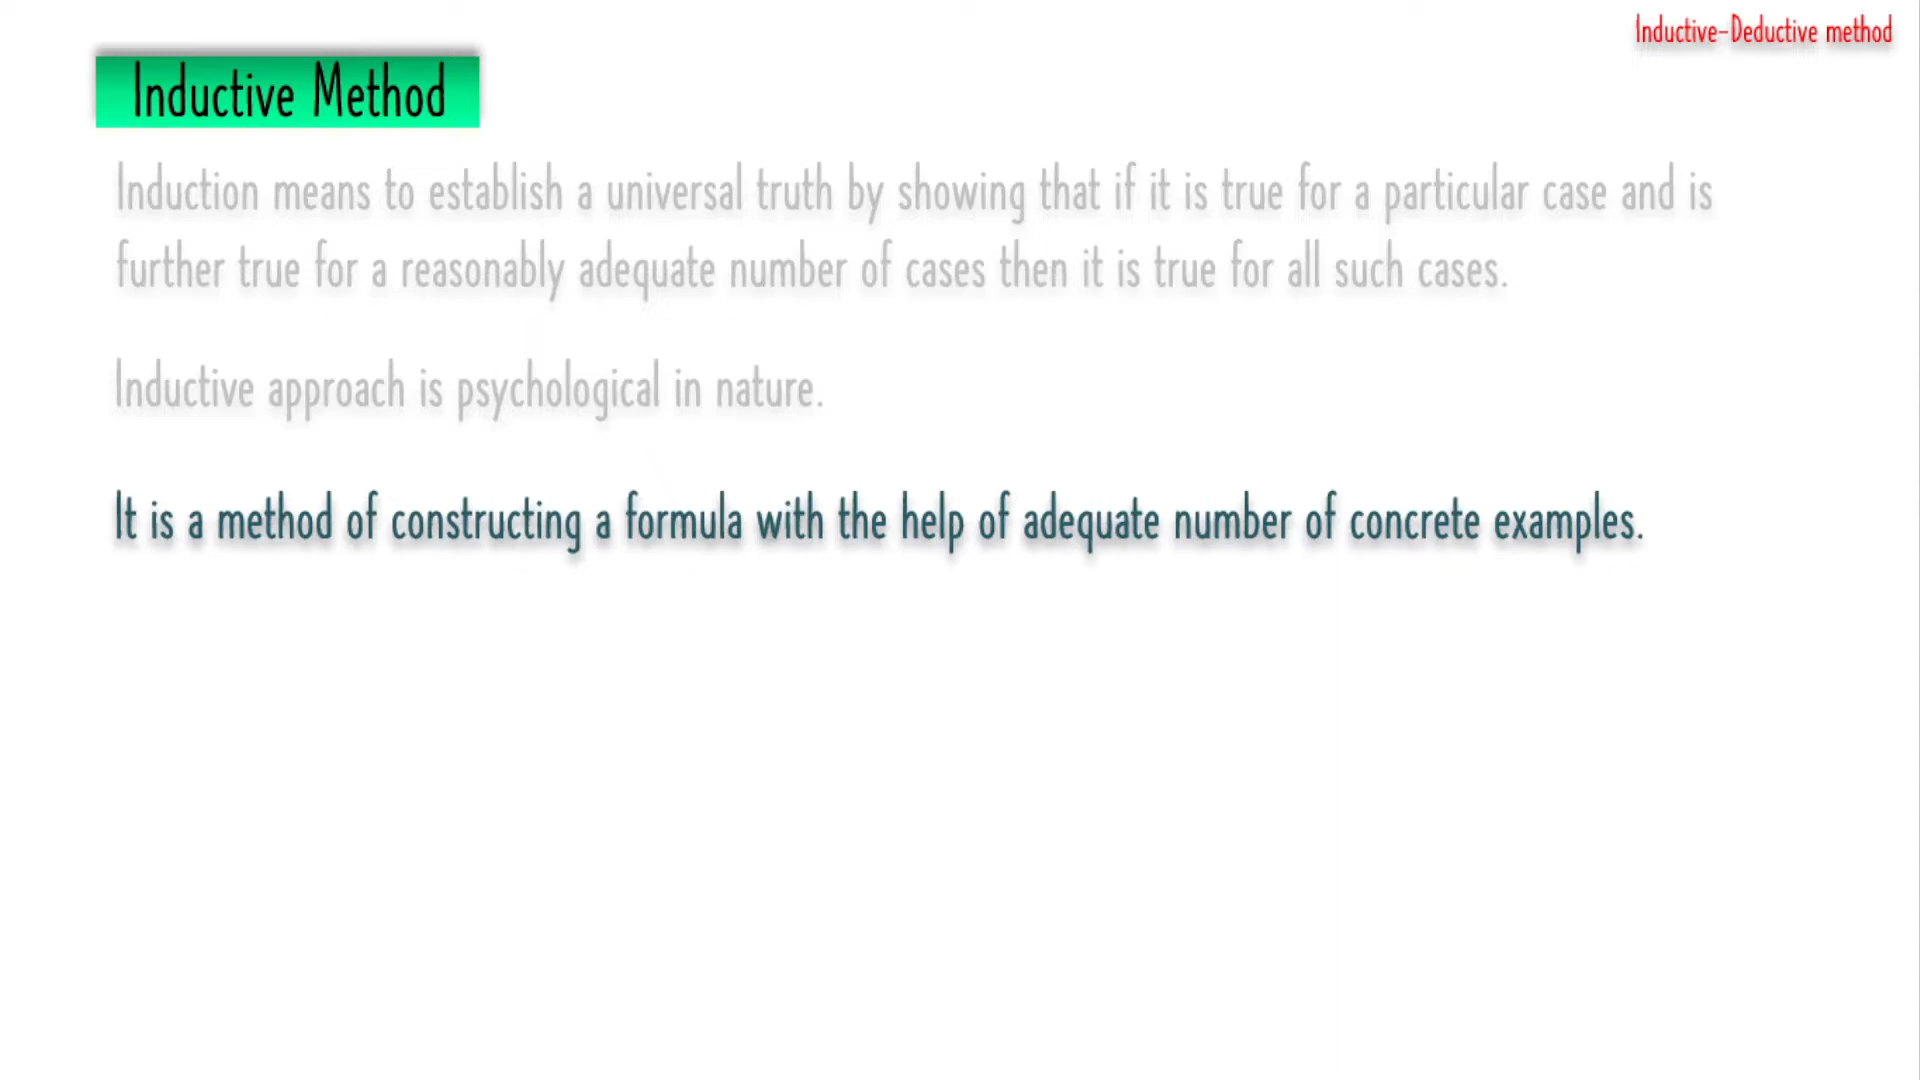 Inductive-Deductive method
Inductive Method
Induction means to establish a universal truth by showing that if it is true for a particular case and is
further true for a reasonably adequate number of cases then it is true for all such cases.
Inductive approach is psychological in nature.
It is a method of constructing a formula with the help of adequate number of concrete examples.